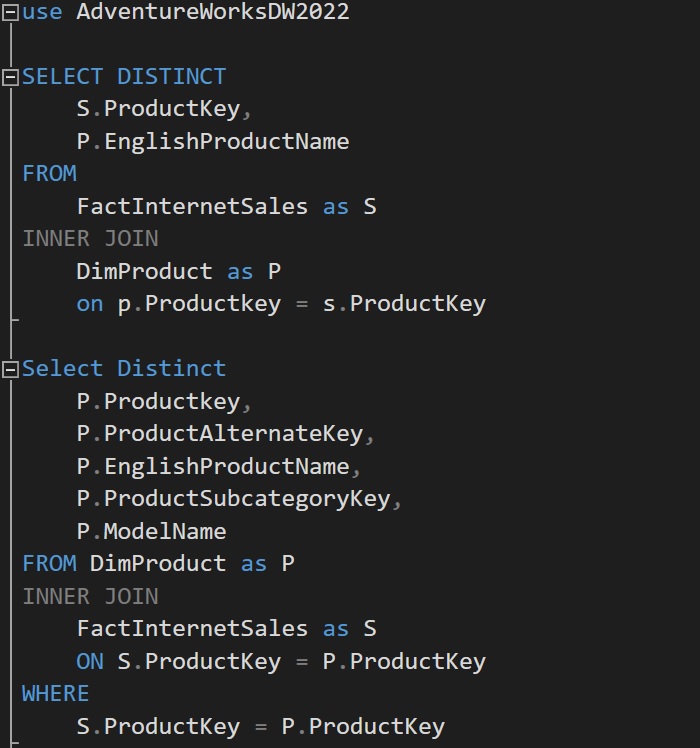 use AdventureWorksDW2022
SELECT DISTINCT
S.ProductKey,
P.EnglishProductName
FROM
FactInternetSales as S
INNER JOIN
DimProduct as P
on p.Productkey = s.ProductKey
Select Distinct
P.Productkey,
P.ProductAlternateKey,
P.EnglishProductName,
P.ProductSubcategoryKey,
P.ModelName
FROM DimProduct as P
INNER JOIN
FactInternetSales as S
ON S.ProductKey = P.ProductKey
WHERE
S.ProductKey = P.ProductKey